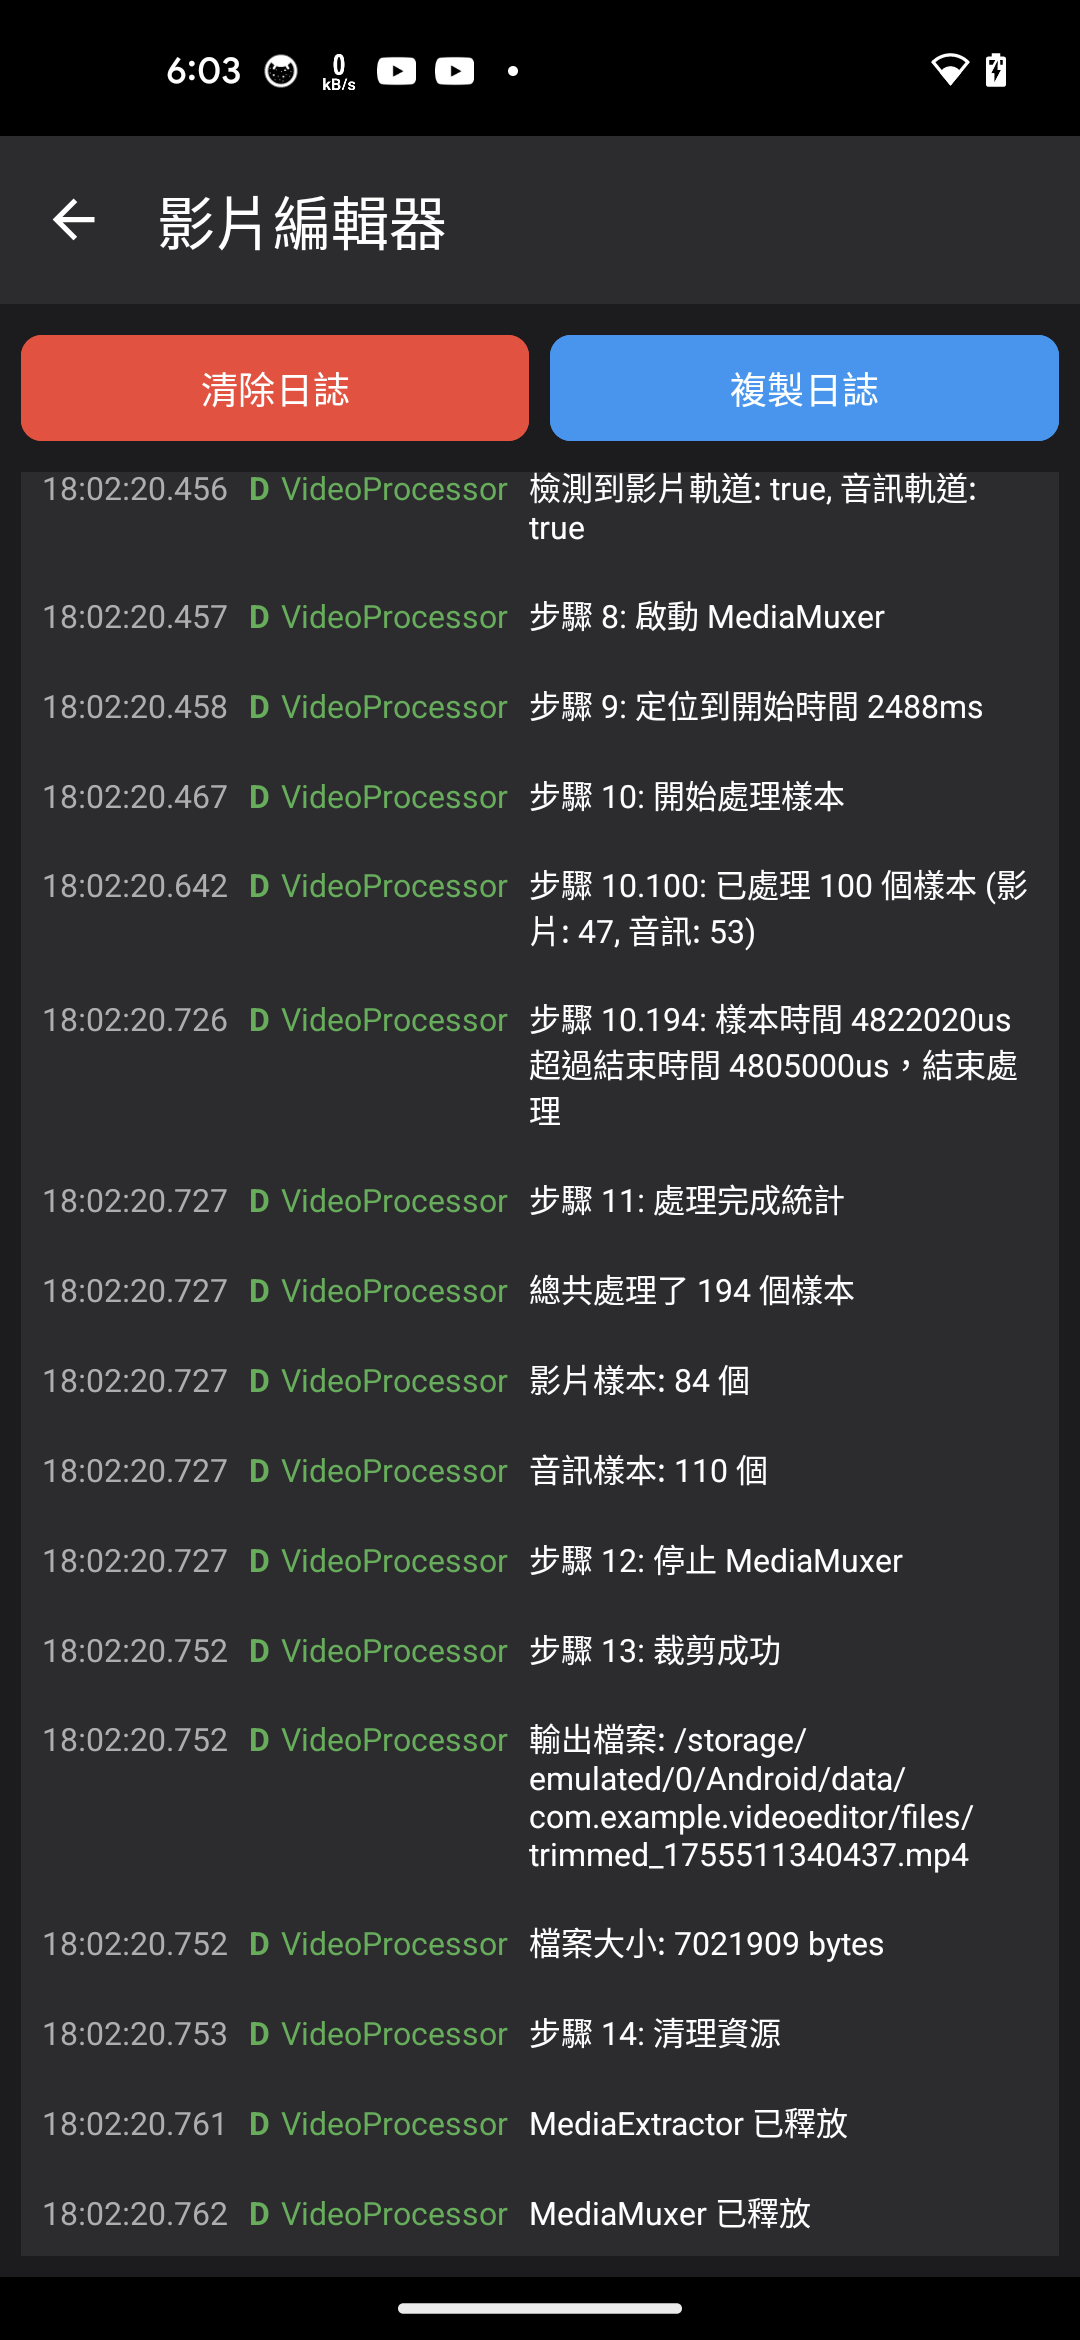 6:03
0
kB/s
影片編輯器
清除日誌
複製日誌
18:02:20.456 D VideoProcessor 檢測到影片軌道: true, 音訊軌道:
true
18:02:20.457 D VideoProcessor 步驟 8: 啟動 MediaMuxer
18:02:20.458 D VideoProcessor 步驟 9: 定位到開始時間 2488ms
18:02:20.467 D VideoProcessor 步驟 10: 開始處理樣本
18:02:20.642 D VideoProcessor 步驟 10.100: 已處理 100 個樣本 (影
片: 47, 音訊: 53)
18:02:20.726 D VideoProcessor 步驟 10.194: 樣本時間 4822020us
超過結束時間 4805000us，結束處
理
18:02:20.727 D VideoProcessor 步驟 11: 處理完成統計
18:02:20.727 D VideoProcessor 總共處理了 194 個樣本
18:02:20.727 D VideoProcessor 影片樣本: 84 個
18:02:20.727 D VideoProcessor 音訊樣本: 110 個
18:02:20.727 D VideoProcessor 步驟 12: 停止 MediaMuxer
18:02:20.752 D VideoProcessor 步驟 13: 裁剪成功
18:02:20.752 D VideoProcessor 輸出檔案: /storage/
emulated/0/Android/data/
com.example.videoeditor/files/
trimmed_1755511340437.mp4
18:02:20.752 D VideoProcessor 檔案大小: 7021909 bytes
18:02:20.753 D VideoProcessor 步驟 14: 清理資源
18:02:20.761 D VideoProcessor MediaExtractor 已釋放
18:02:20.762 D VideoProcessor MediaMuxer 已釋放